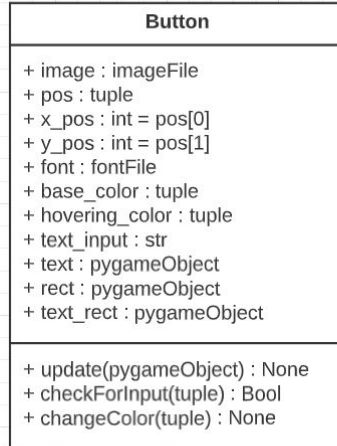 Button
+ image : imageFile
+ pos : tuple
+ x_pos : int = pos[0]
+ y_pos : int = pos[1]
+ font : fontFile
+ base_color : tuple
+ hovering_color : tuple
+ text_input : str
+ text : pygameObject
+ rect : pygameObject
+ text_rect : pygameObject
+ update(pygameObject) : None
+ checkForInput(tuple) : Bool
+ changeColor(tuple) : None